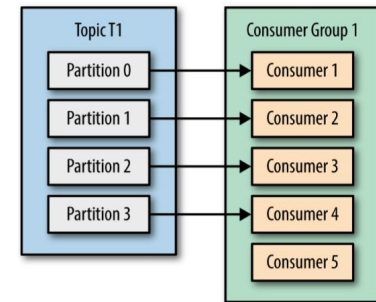 Topic T1
Partition 0
Partition 1
Partition 2
Partition 3
Consumer Group 1
Consumer 1
Consumer 2
Consumer 3
Consumer 4
Consumer 5